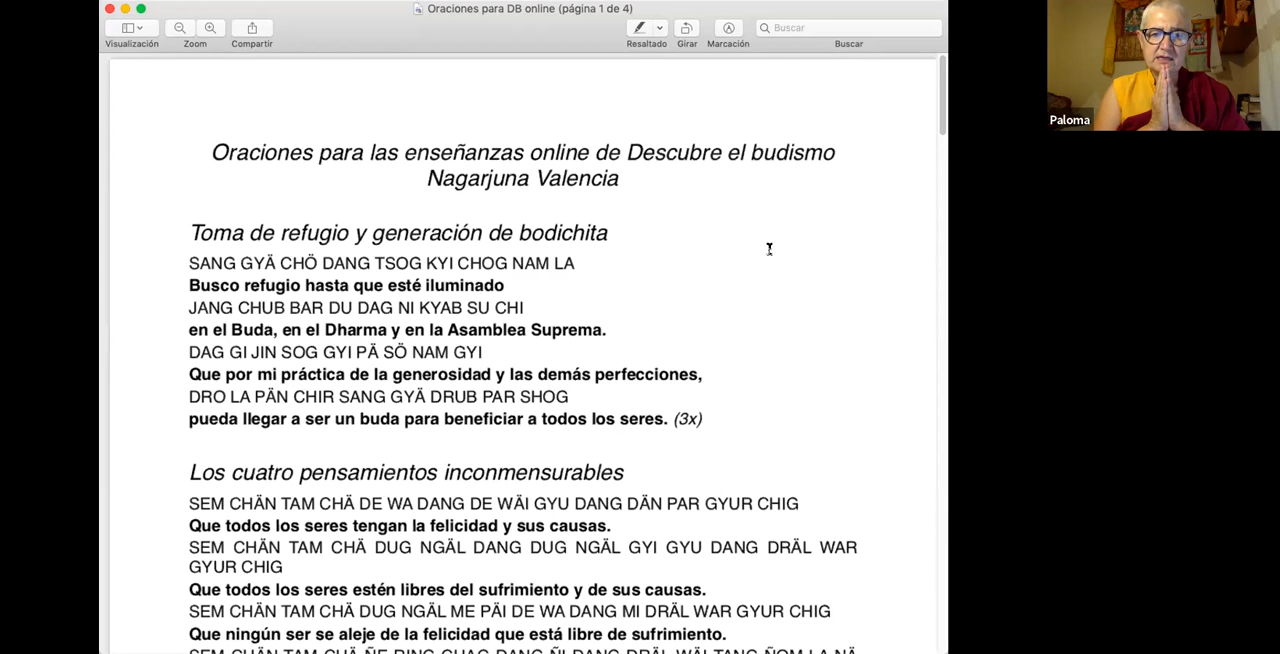 Oraciones para DB online (página 1 de 4)
Buscar
Visualización Zoom Compartir Resaltado Girar Marcación Buscar
Paloma
Oraciones para las enseñanzas online de Descubre el budismo
Nagarjuna Valencia
Toma de refugio y generación de bodichita
SANG GYÄ CHÖ DANG TSOG KYI CHOG NAM LA
Busco refugio hasta que esté iluminado
JANG CHUB BAR DU DAG NI KYAB SU CHI
en el Buda, en el Dharma y en la Asamblea Suprema.
DAG GI JIN SOG GYI PÄ SÖ NAM GYI
Que por mi práctica de la generosidad y las demás perfecciones,
DRO LA PÄN CHIR SANG GYÄ DRUB PAR SHOG
pueda llegar a ser un buda para beneficiar a todos los seres. (3x)
Los cuatro pensamientos inconmensurables
SEM CHÄN TAM CHÄ DE WA DANG DE WÄI GYU DANG DÄN PAR GYUR CHIG
Que todos los seres tengan la felicidad y sus causas.
SEM CHÄN TAM CHÄ DUG NGÄL DANG DUG NGÄL GYI GYU DANG DRÄL WAR
GYUR CHIG
Que todos los seres estén libres del sufrimiento y de sus causas.
SEM CHÄN TAM CHÄ DUG NGÄL ME PÄI DE WA DANG MI DRÄL WAR GYUR CHIG
Que ningún ser se aleje de la felicidad que está libre de sufrimiento.